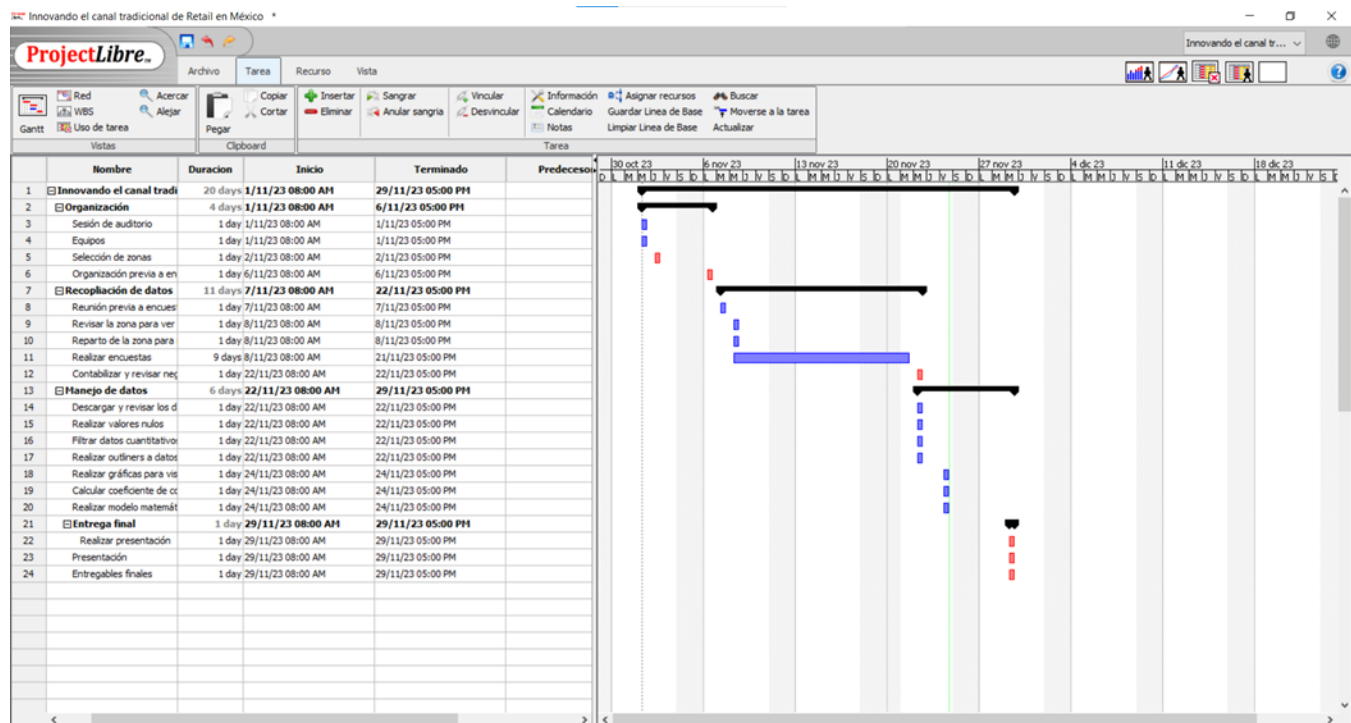 Innovando el canal tradicional de Retail en México *
ProjectLibre
Innovando el canal tr...
Archivo Tarea Recurso Vista
Red Acercar Copiar Insertar Sangrar Vincular Información Asignar recursos Buscar
WBS Alejar Cortar Eliminar Anular sangria Desvincular Calendario Guardar Linea de Base Moverse a la tarea
Gantt Uso de tarea Pegar Notas Limpiar Linea de Base Actualizar
Vistas Clipboard Tarea
Nombre Duracion Inicio Terminado Predecesor
30 oct 23 6 nov 23 13 nov 23 20 nov 23 27 nov 23 4 dic 23 11 dic 23 18 dic 23
1 Innovando el canal tradi 20 days 1/11/23 08:00 AM 29/11/23 05:00 PM
2 Organización 4 days 1/11/23 08:00 AM 6/11/23 05:00 PM
3 Sesión de auditorio 1 day 1/11/23 08:00 AM 1/11/23 05:00 PM
4 Equipos 1 day 1/11/23 08:00 AM 1/11/23 05:00 PM
5 Selección de zonas 1 day 2/11/23 08:00 AM 2/11/23 05:00 PM
6 Organización previa a en 1 day 6/11/23 08:00 AM 6/11/23 05:00 PM
7 Recopliación de datos 11 days 7/11/23 08:00 AM 22/11/23 05:00 PM
8 Reunión previa a encues 1 day 7/11/23 08:00 AM 7/11/23 05:00 PM
9 Revisar la zona para ver 1 day 8/11/23 08:00 AM 8/11/23 05:00 PM
10 Reparto de la zona para 1 day 8/11/23 08:00 AM 8/11/23 05:00 PM
11 Realizar encuestas 9 days 8/11/23 08:00 AM 21/11/23 05:00 PM
12 Contabilizar y revisar neg 1 day 22/11/23 08:00 AM 22/11/23 05:00 PM
13 Manejo de datos 6 days 22/11/23 08:00 AM 29/11/23 05:00 PM
14 Descargar y revisar los d 1 day 22/11/23 08:00 AM 22/11/23 05:00 PM
15 Realizar valores nulos 1 day 22/11/23 08:00 AM 22/11/23 05:00 PM
16 Filtrar datos cuantitativo 1 day 22/11/23 08:00 AM 22/11/23 05:00 PM
17 Realizar outliners a datos 1 day 22/11/23 08:00 AM 22/11/23 05:00 PM
18 Realizar gráficas para vis 1 day 24/11/23 08:00 AM 24/11/23 05:00 PM
19 Calcular coeficiente de co 1 day 24/11/23 08:00 AM 24/11/23 05:00 PM
20 Realizar modelo matemát 1 day 24/11/23 08:00 AM 24/11/23 05:00 PM
21 Entrega final 1 day 29/11/23 08:00 AM 29/11/23 05:00 PM
22 Realizar presentación 1 day 29/11/23 08:00 AM 29/11/23 05:00 PM
23 Presentación 1 day 29/11/23 08:00 AM 29/11/23 05:00 PM
24 Entregables finales 1 day 29/11/23 08:00 AM 29/11/23 05:00 PM